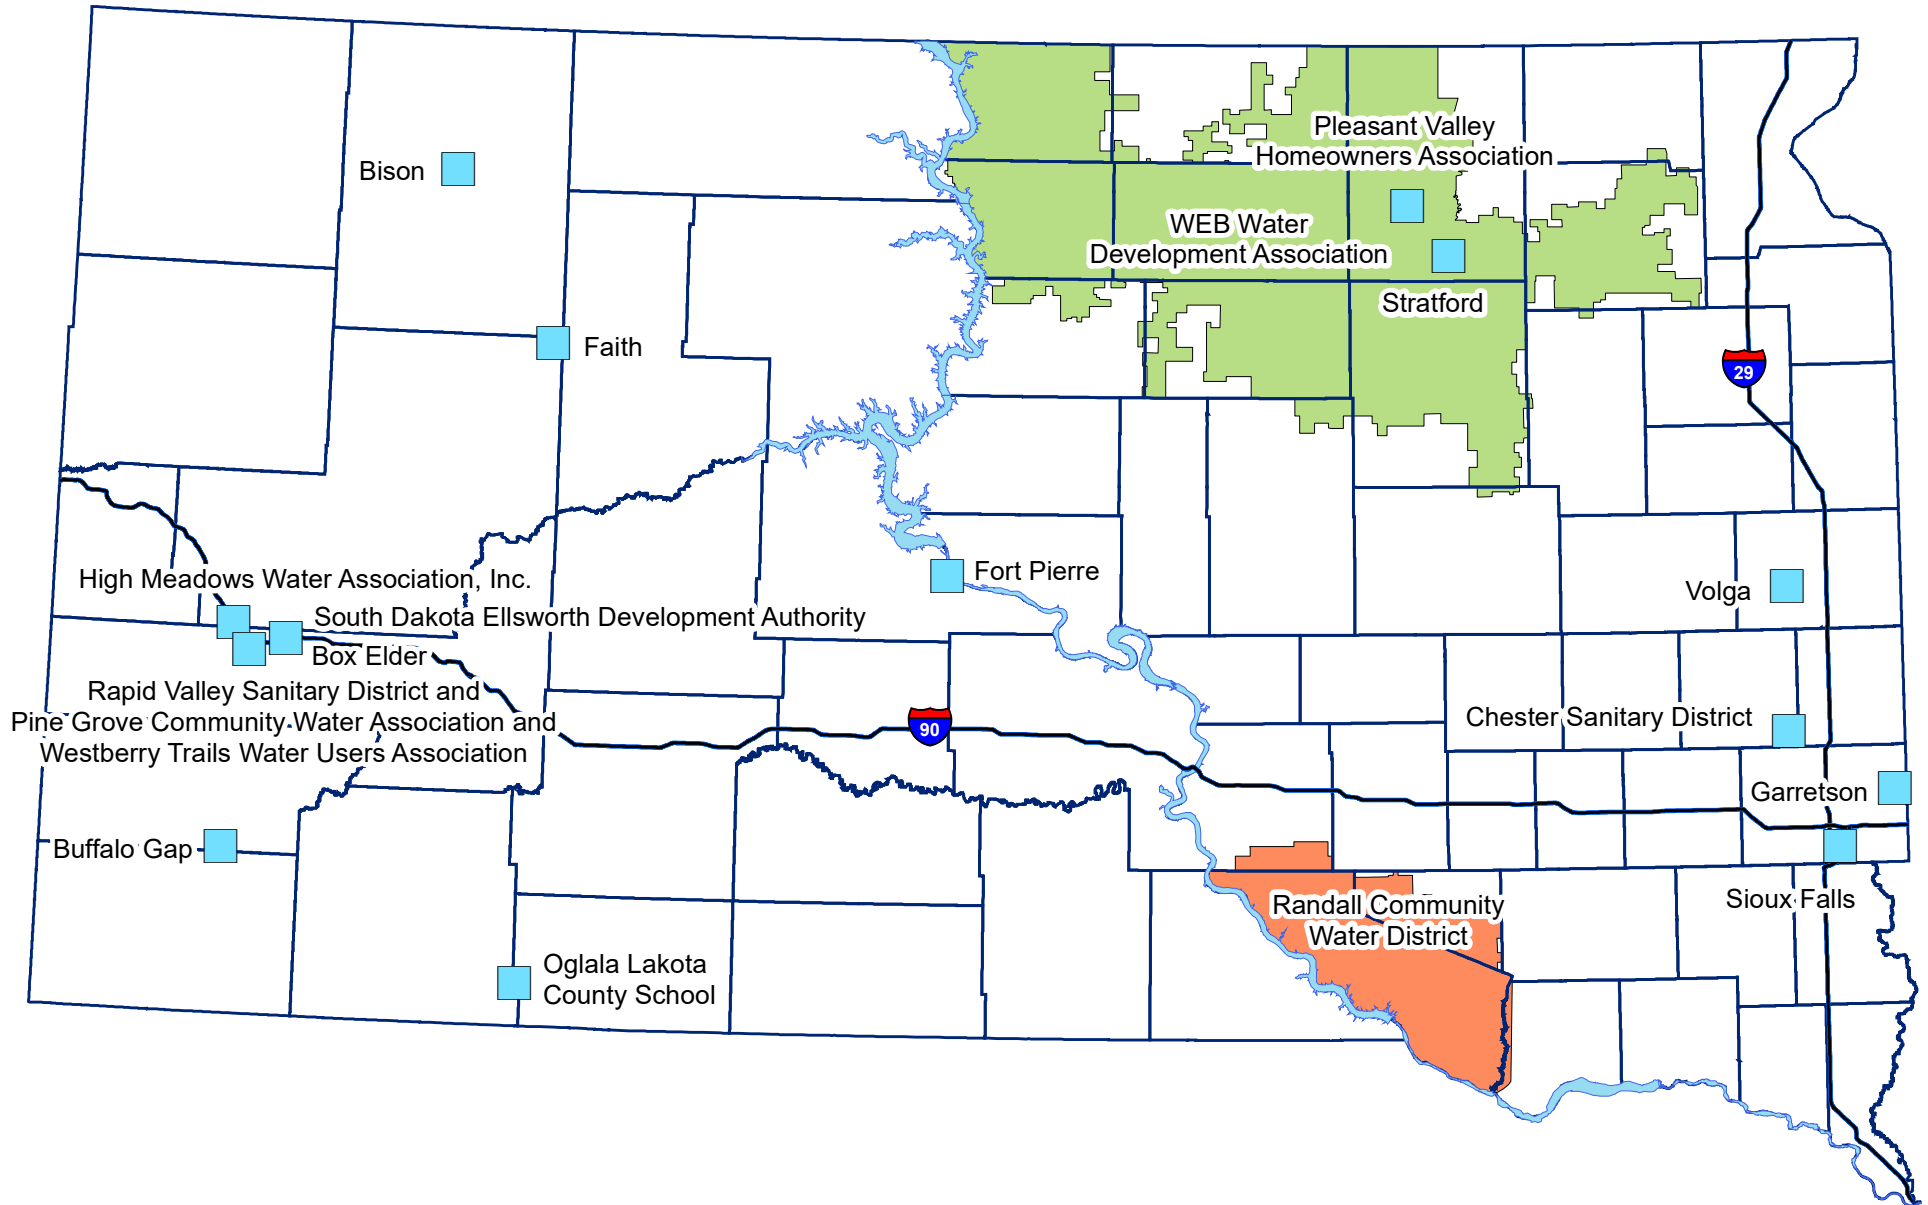 Pleasant Valley
Homeowners Association
Bison
WEB Water
Development Association
Stratford
Faith
29
High Meadows Water Association, Inc.
Fort Pierre
Volga
South Dakota Ellsworth Development Authority
Box Elder
Rapid Valley Sanitary District and
Pine Grove Community Water Association and
Westberry Trails Water Users Association
90
Chester Sanitary District
Garretson
Buffalo Gap
Sioux Falls
Randall Community
Water District
Oglala Lakota
County School